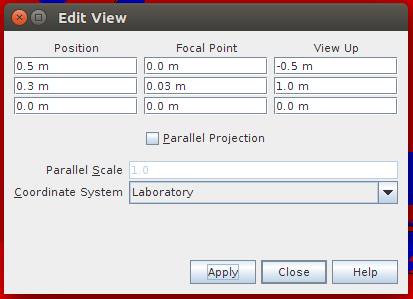 Edit View
Position Focal Point View Up
0.5 m 0.0 m -0.5 m
0.3 m 0.03 m 1.0 m
0.0 m 0.0 m 0.0 m
Parallel Projection
Parallel Scale 1.0
Coordinate System Laboratory
Apply Close Help